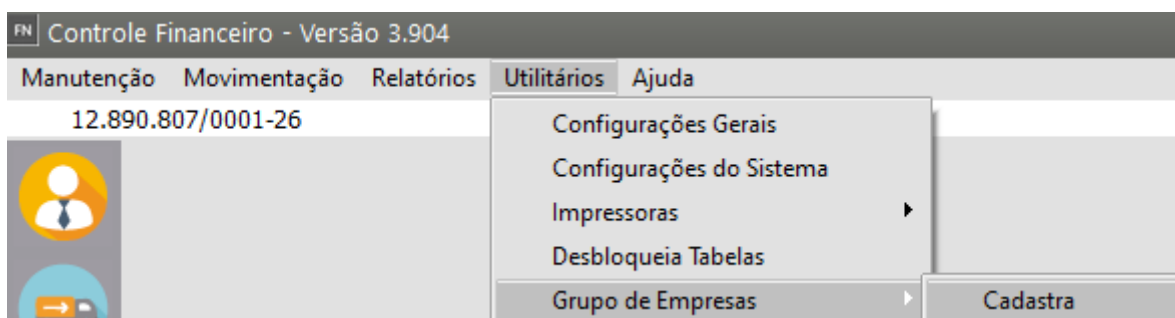 FN Controle Financeiro - Versão 3.904
Manutenção Movimentação Relatórios Utilitários Ajuda
12.890.807/0001-26
Configurações Gerais
Configurações do Sistema
Impressoras
Desbloqueia Tabelas
Grupo de Empresas Cadastra